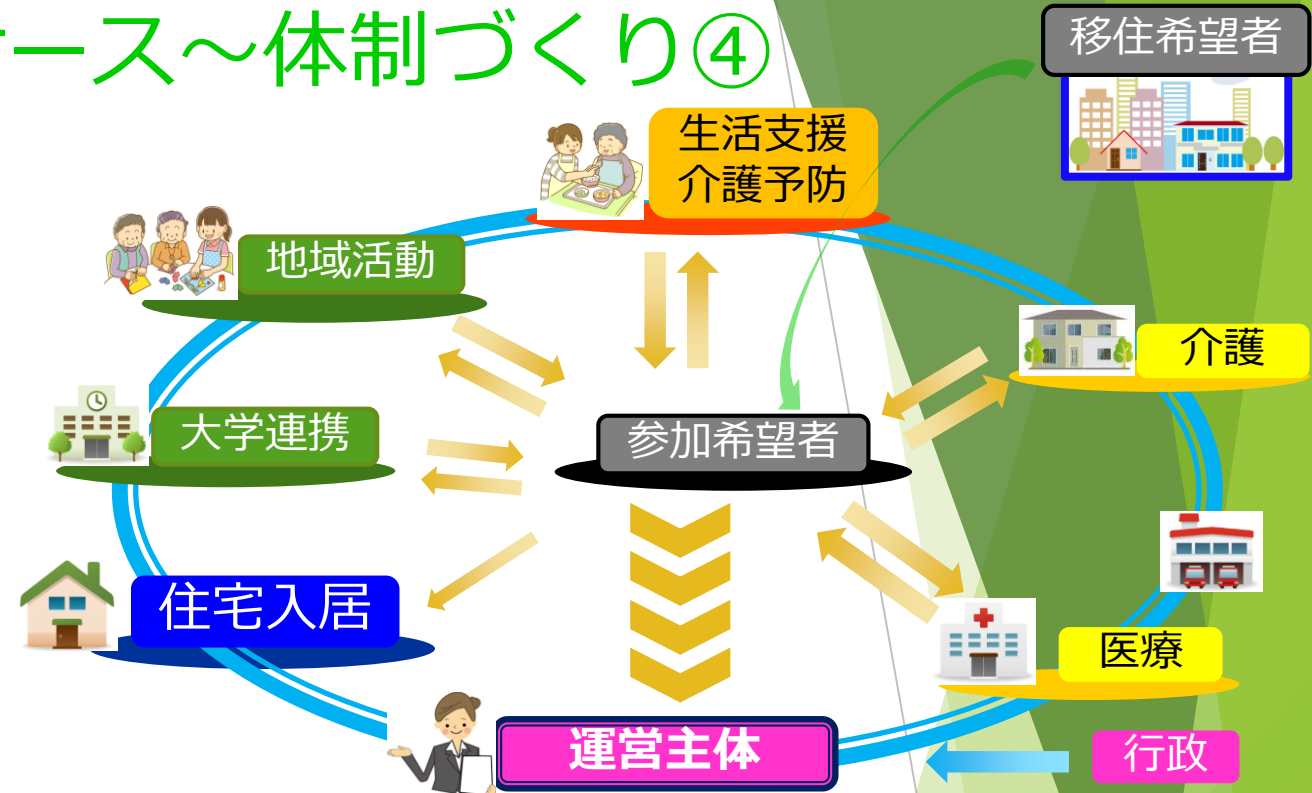 ース～体制づくり④
移住希望者
生活支援
介護予防
地域活動
介護
大学連携
参加希望者
住宅入居
医療
運営主体
行政